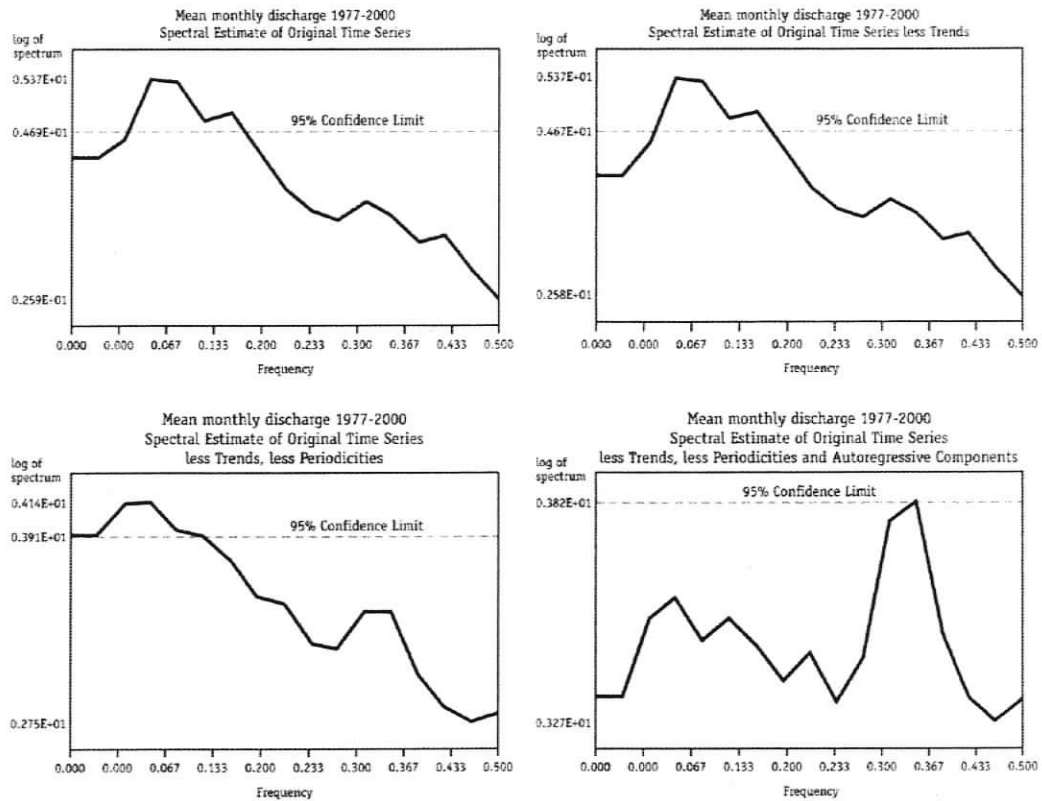 Mean monthly discharge 1977-2000
Spectral Estimate of Original Time Series
log of
spectrum
0.537E+01
95% Confidence Limit
0.469E+01
0.259E+01
0.000 0.000 0.067 0.133 0.200 0.233 0.300 0.367 0.433 0.500
Frequency
Mean monthly discharge 1977-2000
Spectral Estimate of Original Time Series less Trends
log of
spectrum
0.537E+01
95% Confidence Limit
0.467E+01
0.258E+01
0.000 0.000 0.067 0.133 0.200 0.233 0.300 0.367 0.433 0.500
Frequency
Mean monthly discharge 1977-2000
Spectral Estimate of Original Time Series
less Trends, less Periodicities
log of
spectrum
0.414E+01
95% Confidence Limit
0.391E+01
0.275E+01
0.000 0.000 0.067 0.133 0.200 0.233 0.300 0.367 0.433 0.500
Frequency
Mean monthly discharge 1977-2000
Spectral Estimate of Original Time Series
less Trends, less Periodicities and Autoregressive Components
log of
spectrum
95% Confidence Limit
0.382E+01
0.327E+01
0.000 0.000 0.067 0.133 0.200 0.233 0.300 0.367 0.433 0.500
Frequency